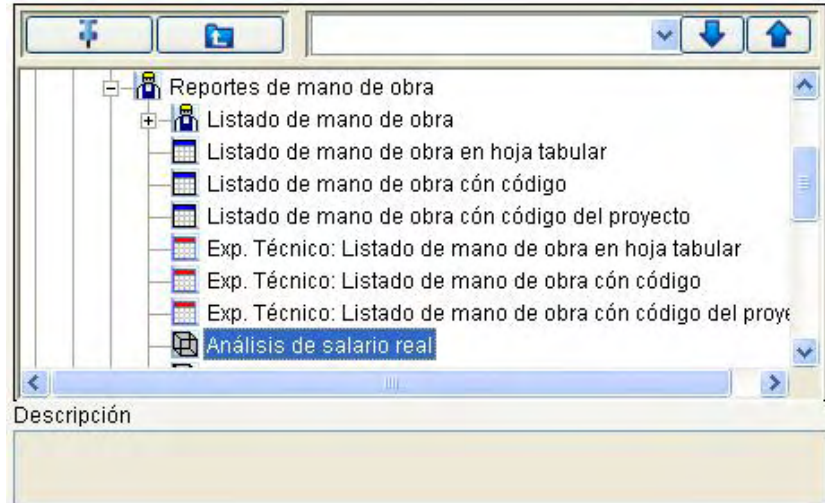 Reportes de mano de obra
Listado de mano de obra
Listado de mano de obra en hoja tabular
Listado de mano de obra cón código
Listado de mano de obra cón código del proyecto
Exp. Técnico: Listado de mano de obra en hoja tabular
Exp. Técnico: Listado de mano de obra cón código
Exp. Técnico: Listado de mano de obra cón código del proye
Análisis de salario real
Descripción